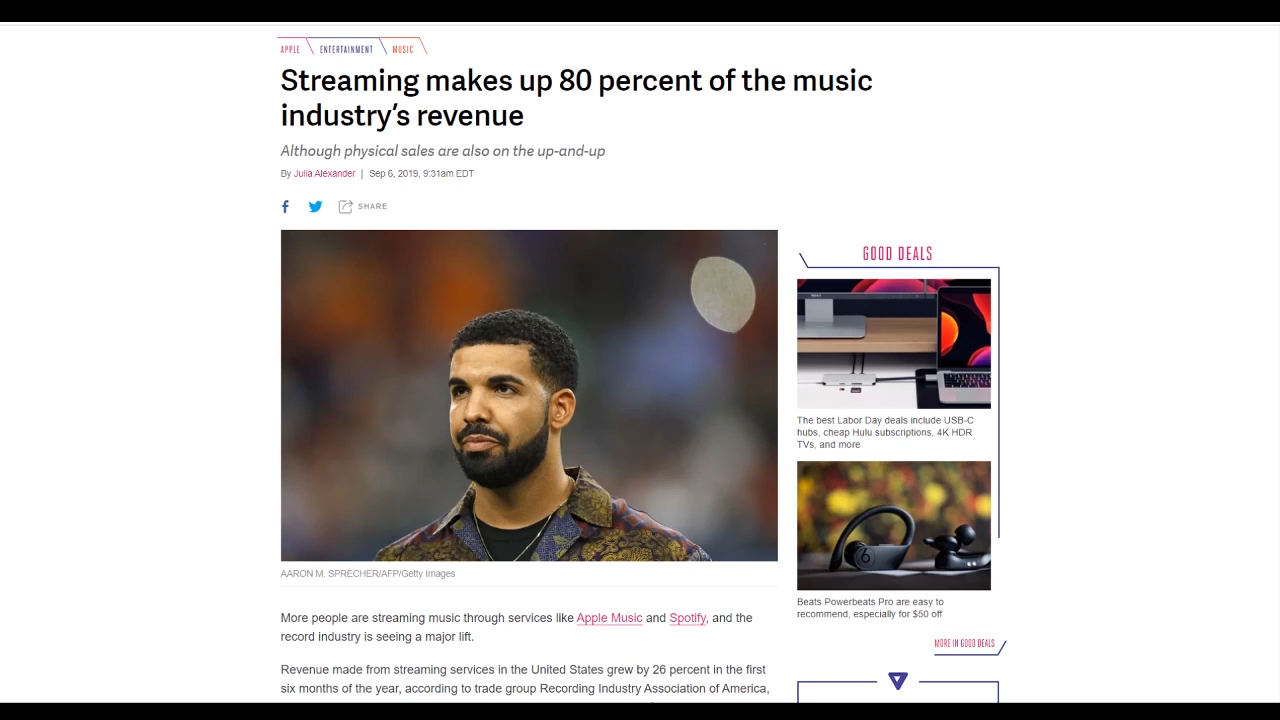 APPLE ENTERTAINMENT MUSIC
Streaming makes up 80 percent of the music
industry’s revenue
Although physical sales are also on the up-and-up
By Julia Alexander | Sep 6, 2019, 9:31am EDT
SHARE
AARON M. SPRECHER/AFP/Getty Images
More people are streaming music through services like Apple Music and Spotify, and the
record industry is seeing a major lift.
Revenue made from streaming services in the United States grew by 26 percent in the first
six months of the year, according to trade group Recording Industry Association of America,
GOOD DEALS
The best Labor Day deals include USB-C
hubs, cheap Hulu subscriptions, 4K HDR
TVs, and more
Beats Powerbeats Pro are easy to
recommend, especially for $50 off
MORE IN GOOD DEALS